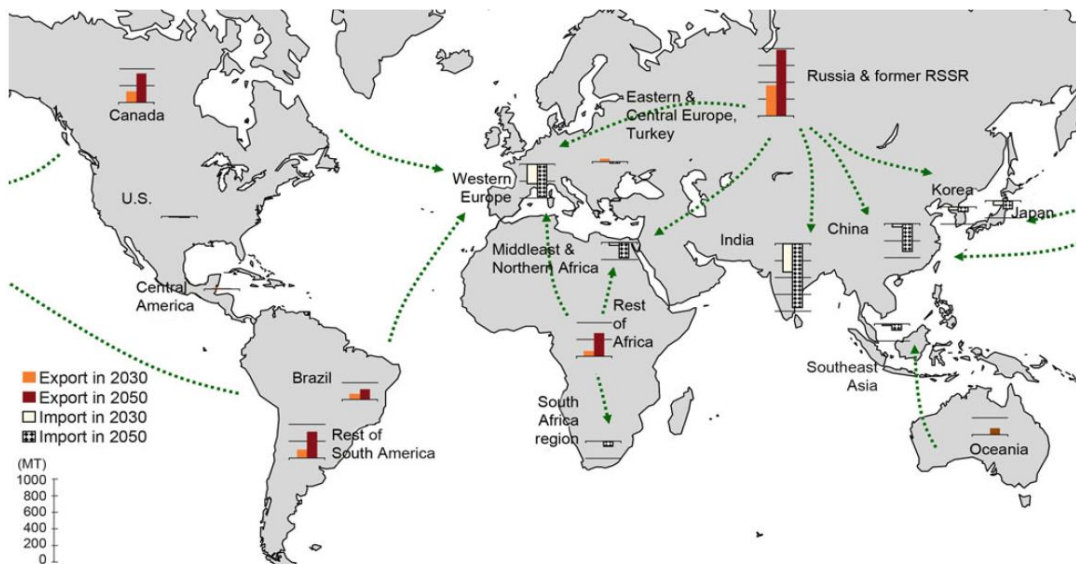 Canada
Russia & former RSSR
Eastern &
Central Europe,
Turkey
Western
Europe
U.S.
Korea
Japan
China
India
Middleast &
Northern Africa
Central
America
Rest
of
Africa
Brazil
Southeast
Asia
South
Africa
region
Rest of
South America
Oceania
Export in 2030
Export in 2050
Import in 2030
Import in 2050
(MT)
1000
800
600
400
200
0